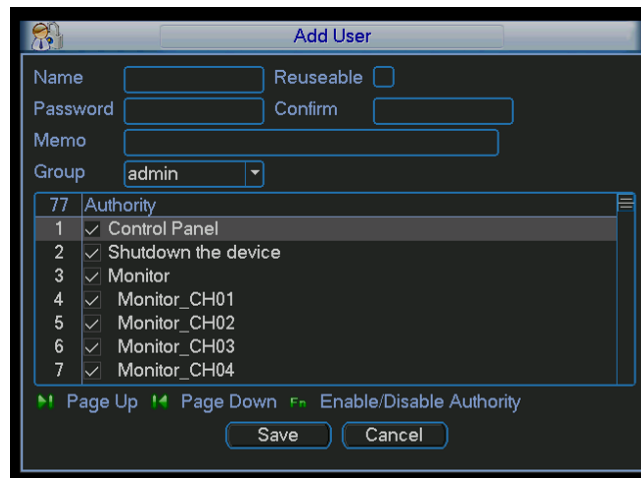 Add User
Name Reuseable
Password Confirm
Memo
Group admin
77 Authority
1 Control Panel
2 Shutdown the device
3 Monitor
4 Monitor_CH01
5 Monitor_CH02
6 Monitor_CH03
7 Monitor_CH04
Page Up Page Down Fn Enable/Disable Authority
Save Cancel